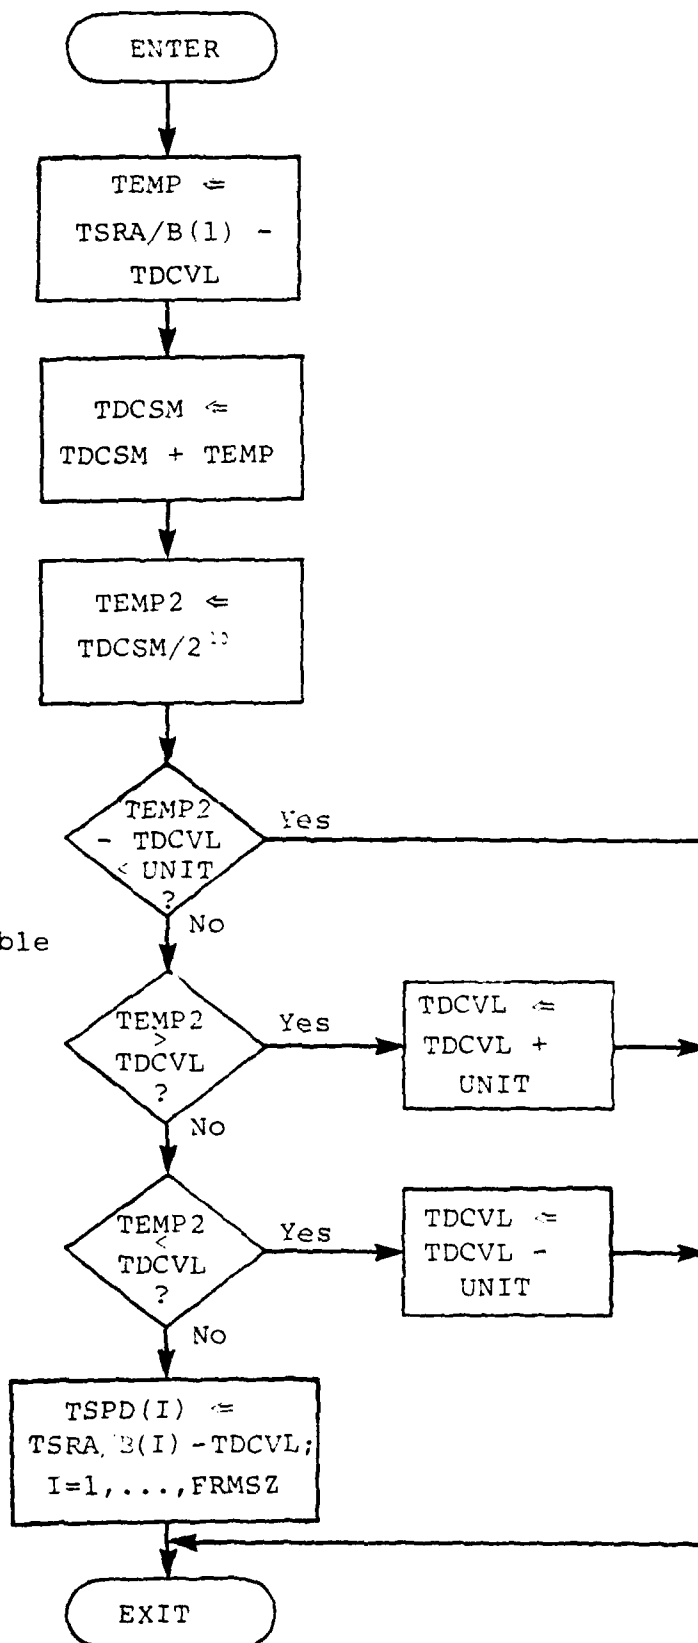 ENTER
TEMP ⇐
TSRA/B(1) -
TDCVL
TDCSM ⇐
TDCSM + TEMP
TEMP2 ⇐
TDCSM/2
TEMP2
- TDCVL
< UNIT
?
Yes
No
ble
TEMP2
>
TDCVL
?
Yes
TDCVL ⇐
TDCVL +
UNIT
No
TEMP2
<
TDCVL
?
Yes
TDCVL ⇐
TDCVL -
UNIT
No
TSPD(I) ⇐
TSRA/B(I)-TDCVL;
I=1,...,FRMSZ
EXIT